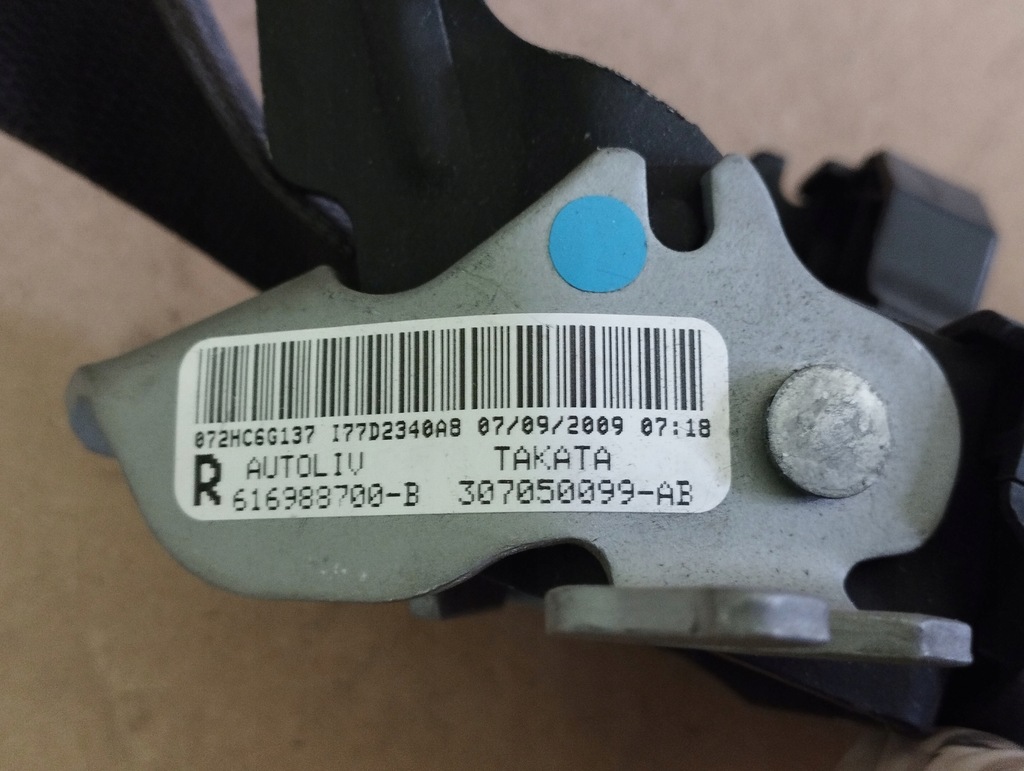 072HC6G137 I77D2340A8 07/09/2009 07:18
R AUTOLIV TAKATA
616988700-B 307050099-AB